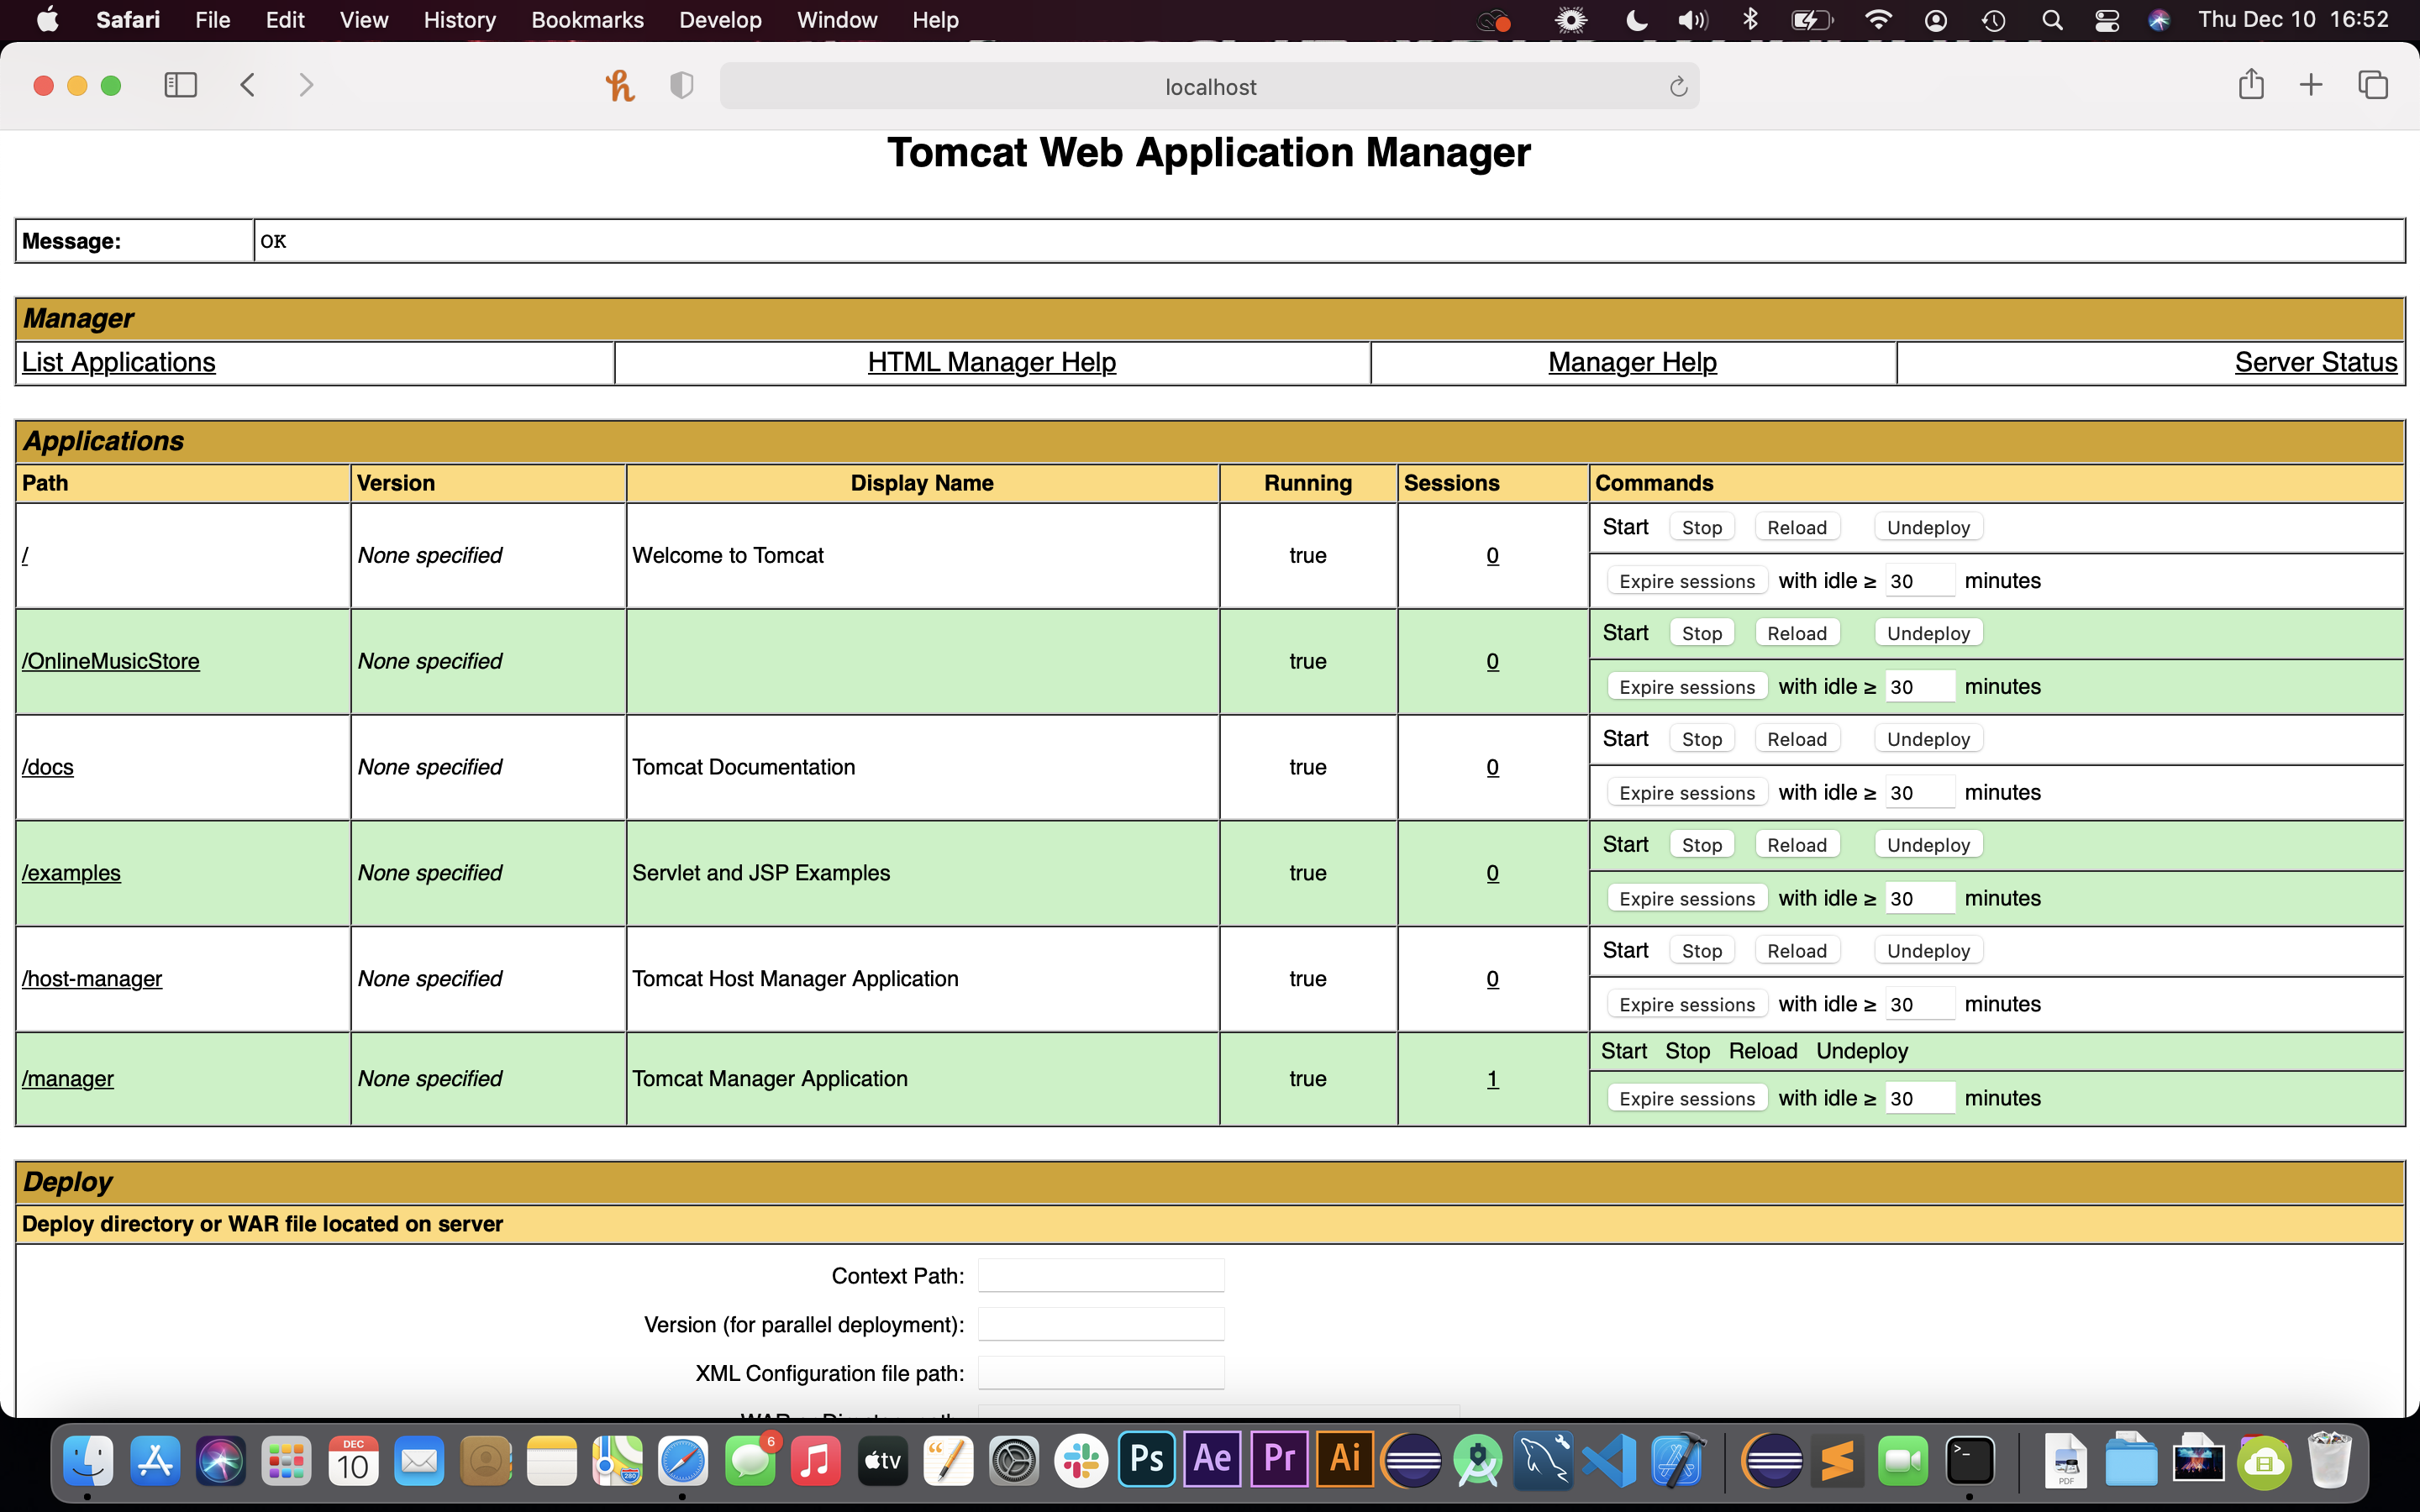 Safari File Edit View History Bookmarks Develop Window Help Thu Dec 10 16:52
localhost
Tomcat Web Application Manager
Message: OK
Manager
List Applications HTML Manager Help Manager Help Server Status
Applications
Path Version Display Name Running Sessions Commands
/ None specified Welcome to Tomcat true 0 Start Stop Reload Undeploy
Expire sessions with idle ≥ 30 minutes
/OnlineMusicStore None specified true 0 Start Stop Reload Undeploy
Expire sessions with idle ≥ 30 minutes
/docs None specified Tomcat Documentation true 0 Start Stop Reload Undeploy
Expire sessions with idle ≥ 30 minutes
/examples None specified Servlet and JSP Examples true 0 Start Stop Reload Undeploy
Expire sessions with idle ≥ 30 minutes
/host-manager None specified Tomcat Host Manager Application true 0 Start Stop Reload Undeploy
Expire sessions with idle ≥ 30 minutes
/manager None specified Tomcat Manager Application true 1 Start Stop Reload Undeploy
Expire sessions with idle ≥ 30 minutes
Deploy
Deploy directory or WAR file located on server
Context Path:
Version (for parallel deployment):
XML Configuration file path:
DEC 10 280 6 tv Ps Ae Pr Ai >_ PDF